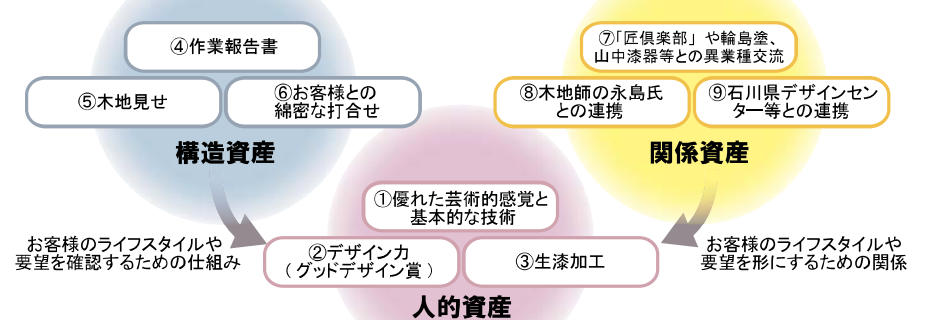 ④作業報告書
⑤木地見せ
⑥お客様との
綿密な打合せ
構造資産
⑦「匠倶楽部」や輪島塗、
山中漆器等との異業種交流
⑧木地師の永島氏
との連携
⑨石川県デザインセン
ター等との連携
関係資産
①優れた芸術的感覚と
基本的な技術
②デザイン力
(グッドデザイン賞)
③生漆加工
人的資産
お客様のライフスタイルや
要望を確認するための仕組み
お客様のライフスタイルや
要望を形にするための関係